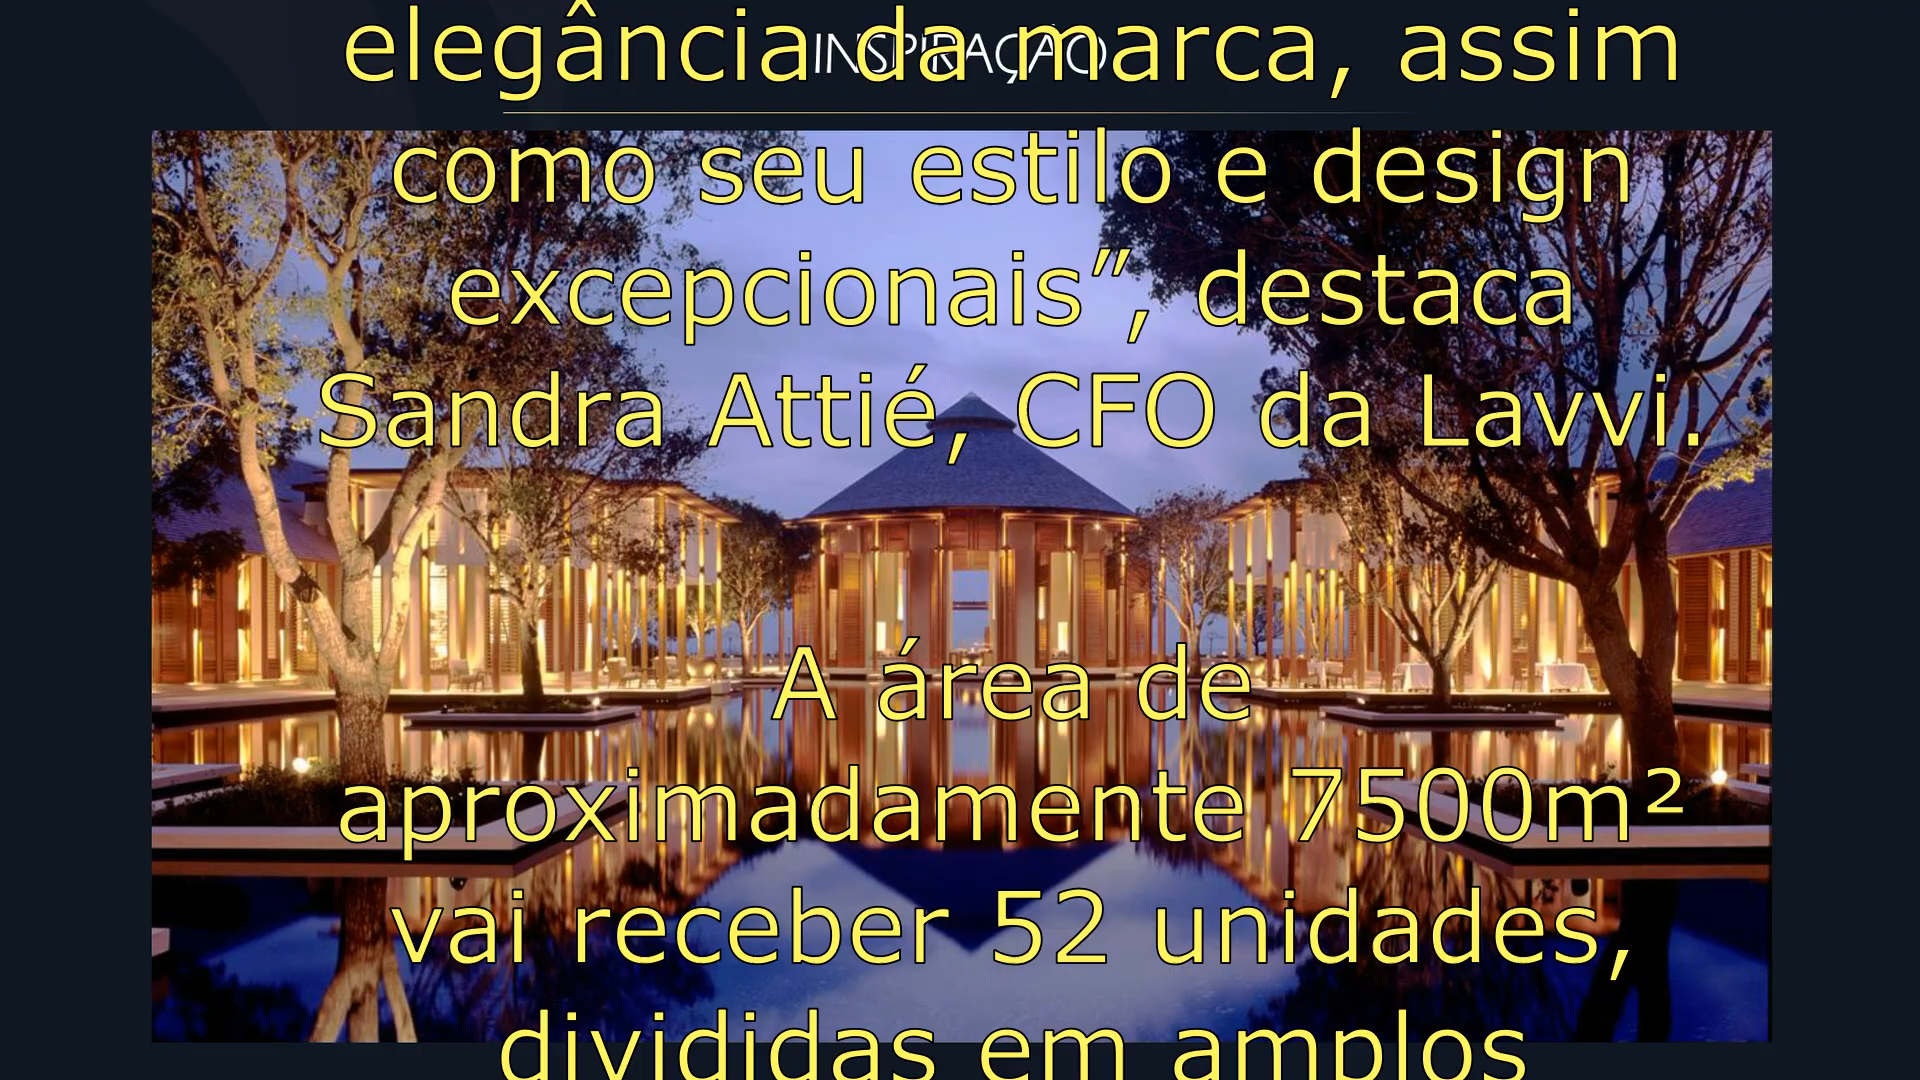 INSPIRAÇÃO
elegância da marca, assim
como seu estilo e design
excepcionais”, destaca
Sandra Attié, CFO da Lavvi.
A área de
aproximadamente 7500m²
vai receber 52 unidades,
divididas em amplos